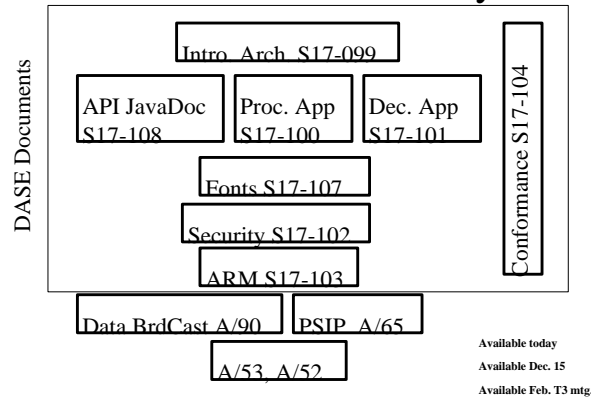 Intro, Arch. S17-099
API JavaDoc
S17-108
Proc. App
S17-100
Dec. App
S17-101
Fonts S17-107
Security S17-102
ARM S17-103
Conformance S17-104
DASE Documents
Data BrdCast A/90
PSIP A/65
A/53, A/52
Available today
Available Dec. 15
Available Feb. T3 mtg.